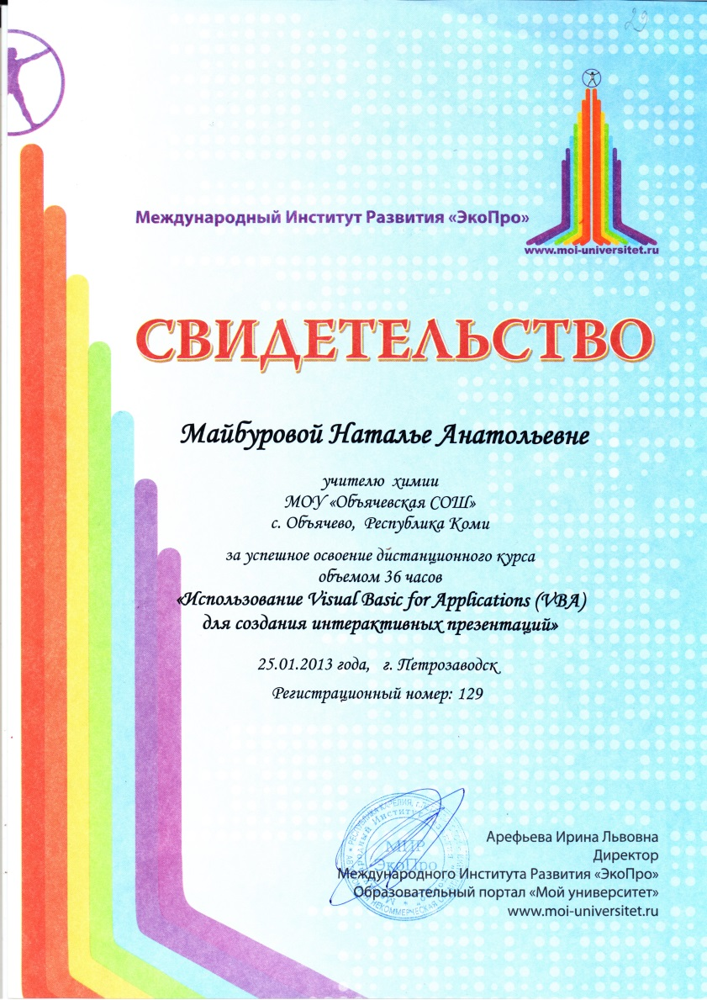 29
Международный Институт Развития «ЭкоПро»
www.moi-universitet.ru
СВИДЕТЕЛЬСТВО
Майбуровой Наталье Анатольевне
учителю химии
МОУ «Объячевская СОШ»
с. Объячево, Республика Коми
за успешное освоение дистанционного курса
объемом 36 часов
«Использование Visual Basic for Applications (VBA)
для создания интерактивных презентаций»
25.01.2013 года, г. Петрозаводск
Регистрационный номер: 129
МИР
ЭкоПро
Арефьева Ирина Львовна
Директор
Международного Института Развития «ЭкоПро»
Образовательный портал «Мой университет»
www.moi-universitet.ru